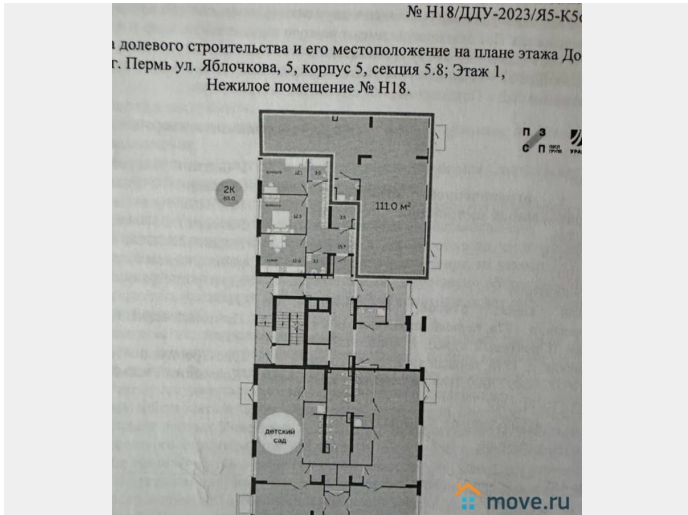 № Н18/ДДУ-2023/Я5-К5
а долевого строительства и его местоположение на плане этажа До
г. Пермь ул. Яблочкова, 5, корпус 5, секция 5.8; Этаж 1,
Нежилое помещение № Н18.
П З
С П
2К
111.0 м²
детский
сад
move.ru